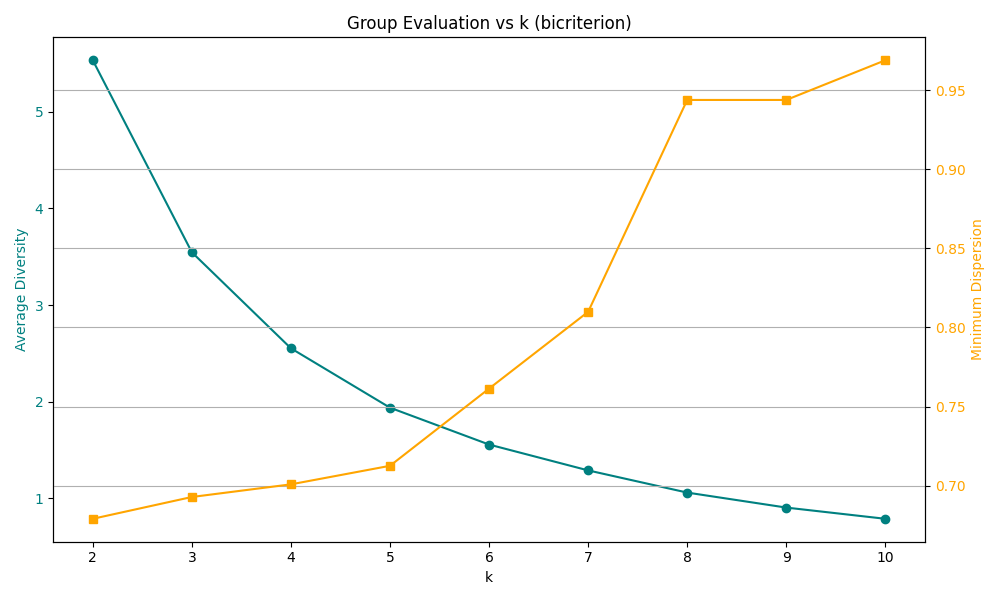 Group Evaluation vs k (bicriterion)
Average Diversity
5
4
3
2
1
0.95
0.90
0.85
0.80
0.75
0.70
Minimum Dispersion
2 3 4 5 6 7 8 9 10
k